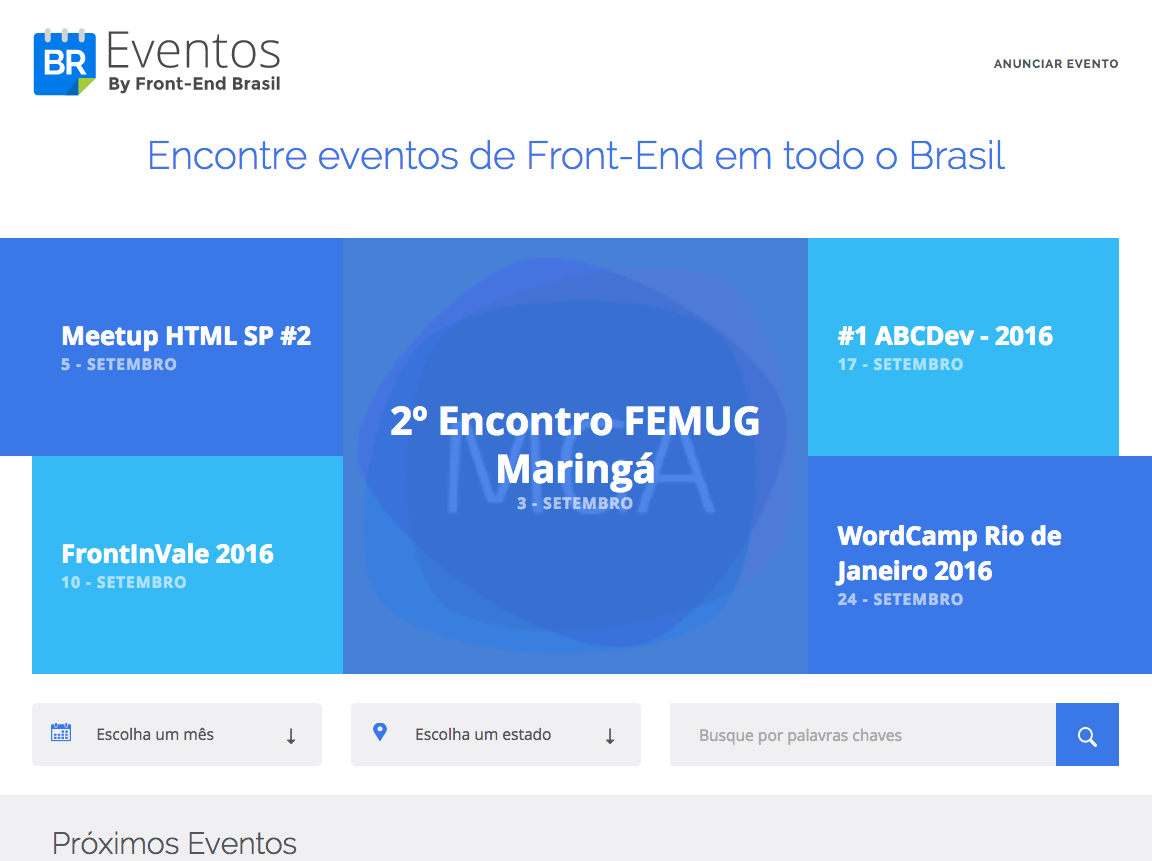 BR
Eventos
By Front-End Brasil
ANUNCIAR EVENTO
Encontre eventos de Front-End em todo o Brasil
Meetup HTML SP #2
5 - SETEMBRO
FrontInVale 2016
10 - SETEMBRO
MGA
2º Encontro FEMUG
Maringá
3 - SETEMBRO
#1 ABCDev - 2016
17 - SETEMBRO
WordCamp Rio de
Janeiro 2016
24 - SETEMBRO
Escolha um mês
Escolha um estado
Busque por palavras chaves
Próximos Eventos